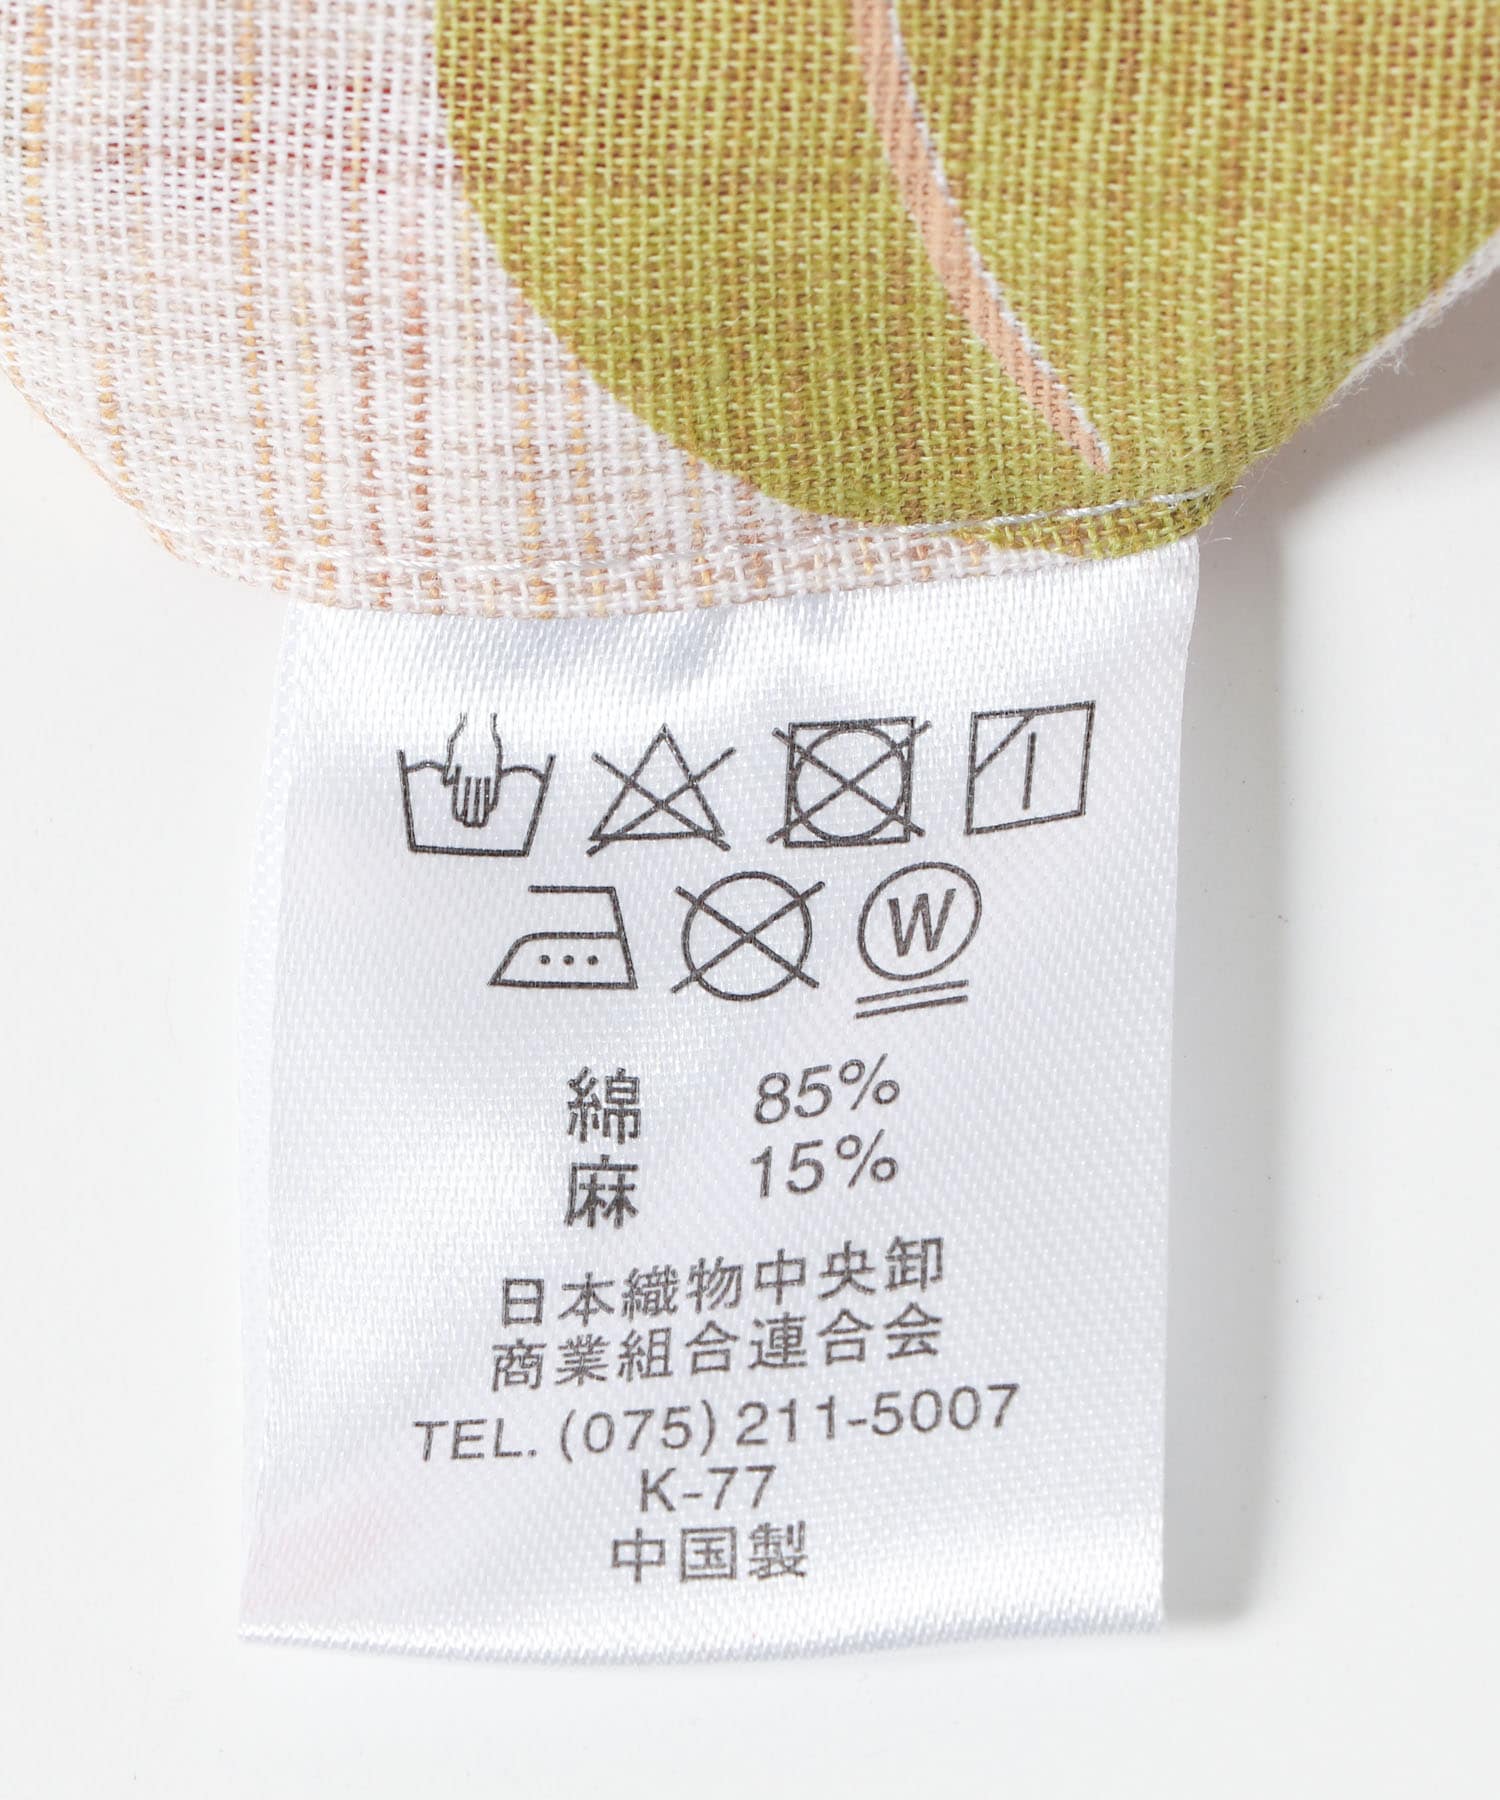 W
綿 85%
麻 15%
日本織物中央卸
商業組合連合会
TEL. (075) 211-5007
K-77
中国製